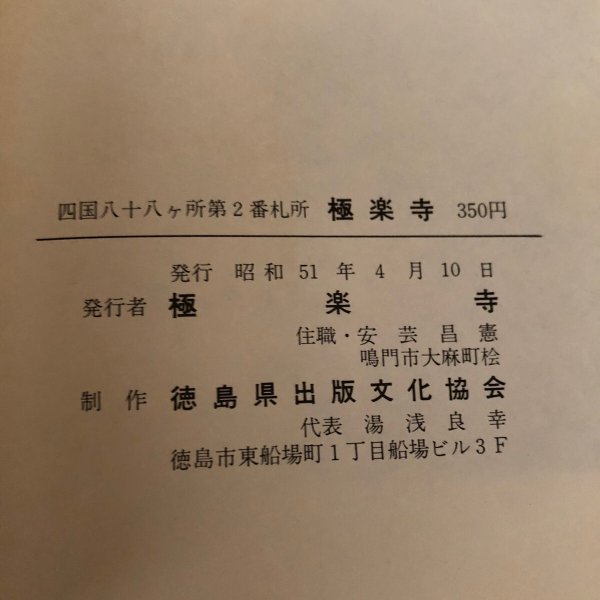 四国八十八ヶ所第2番札所 極楽寺 350円
発行 昭和 51 年 4 月 10 日
発行者 極楽寺
住職・安芸昌憲
鳴門市大麻町桧
制作 徳島県出版文化協会
代表 湯浅良幸
徳島市東船場町1丁目船場ビル3F